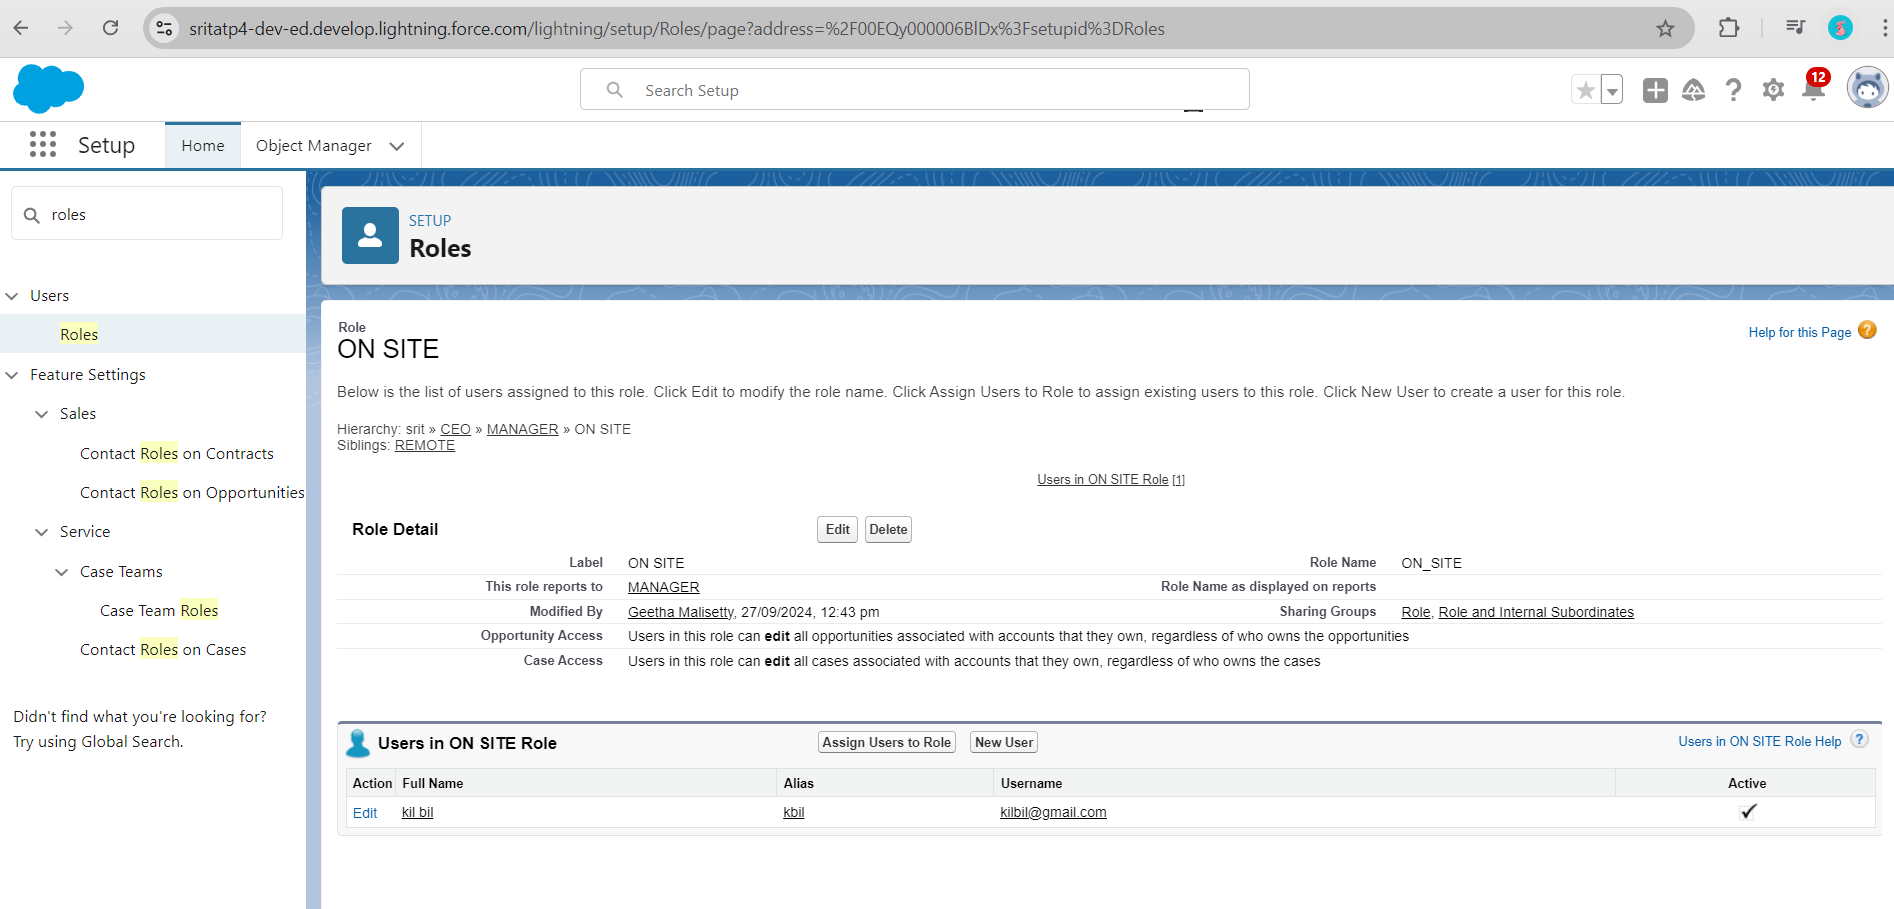 sritatp4-dev-ed.develop.lightning.force.com/lightning/setup/Roles/page?address=%2F00EQy000006BlDx%3Fsetupid%3DRoles
Search Setup
12
Setup
Home
Object Manager
roles
Users
Roles
Feature Settings
Sales
Contact Roles on Contracts
Contact Roles on Opportunities
Service
Case Teams
Case Team Roles
Contact Roles on Cases
Didn't find what you're looking for?
Try using Global Search.
SETUP
Roles
Role
ON SITE
Help for this Page ?
Below is the list of users assigned to this role. Click Edit to modify the role name. Click Assign Users to Role to assign existing users to this role. Click New User to create a user for this role.
Hierarchy: srit » CEO » MANAGER » ON SITE
Siblings: REMOTE
Users in ON SITE Role [1]
Role Detail Edit Delete
Label ON SITE Role Name ON_SITE
This role reports to MANAGER Role Name as displayed on reports
Modified By Geetha Malisetty, 27/09/2024, 12:43 pm Sharing Groups Role, Role and Internal Subordinates
Opportunity Access Users in this role can edit all opportunities associated with accounts that they own, regardless of who owns the opportunities
Case Access Users in this role can edit all cases associated with accounts that they own, regardless of who owns the cases
Users in ON SITE Role Assign Users to Role New User Users in ON SITE Role Help ?
Action Full Name Alias Username Active
Edit kil bil kbil kilbil@gmail.com